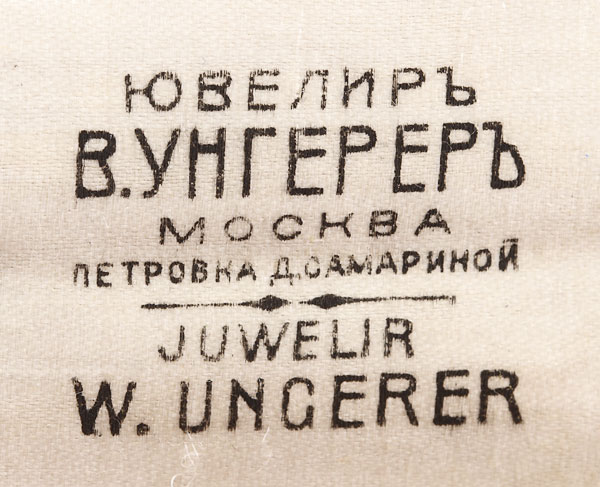 ЮВЕЛИРЪ
В.УНГЕРЕРЪ
МОСКВА
ПЕТРОВКА Д.САМАРИНОЙ
JUWELIR
W. UNGERER